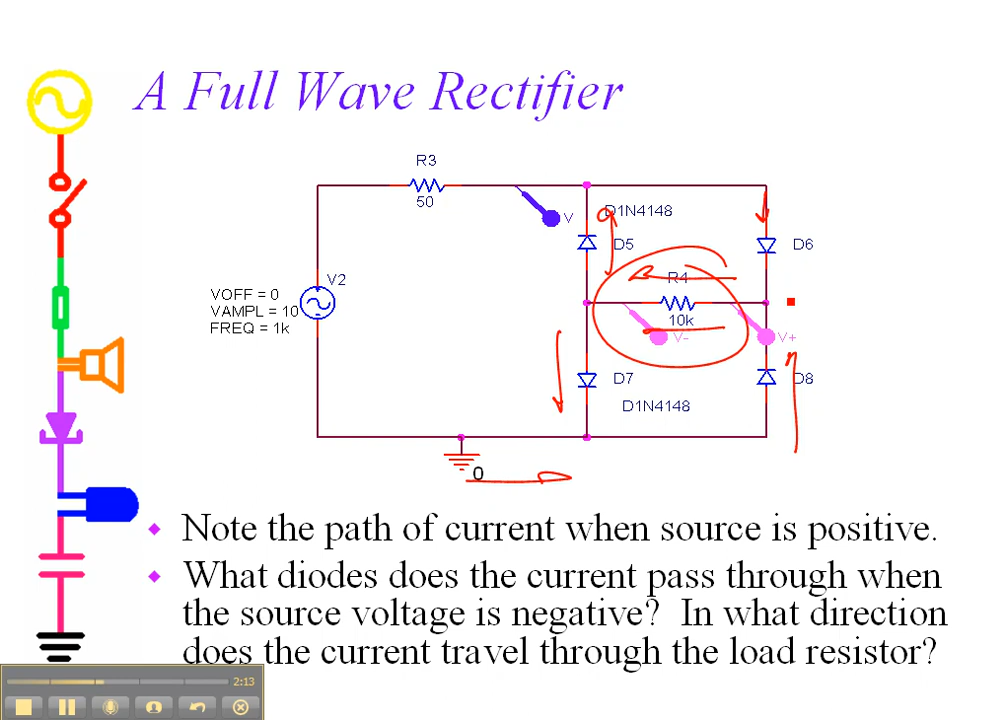 A Full Wave Rectifier
R3
50
V
D1N4148
D5
D6
V2
R4
VOFF = 0
VAMPL = 10
FREQ = 1k
10k
V-
V+
D7
D8
D1N4148
0
Note the path of current when source is positive.
What diodes does the current pass through when
the source voltage is negative? In what direction
does the current travel through the load resistor?
2:13